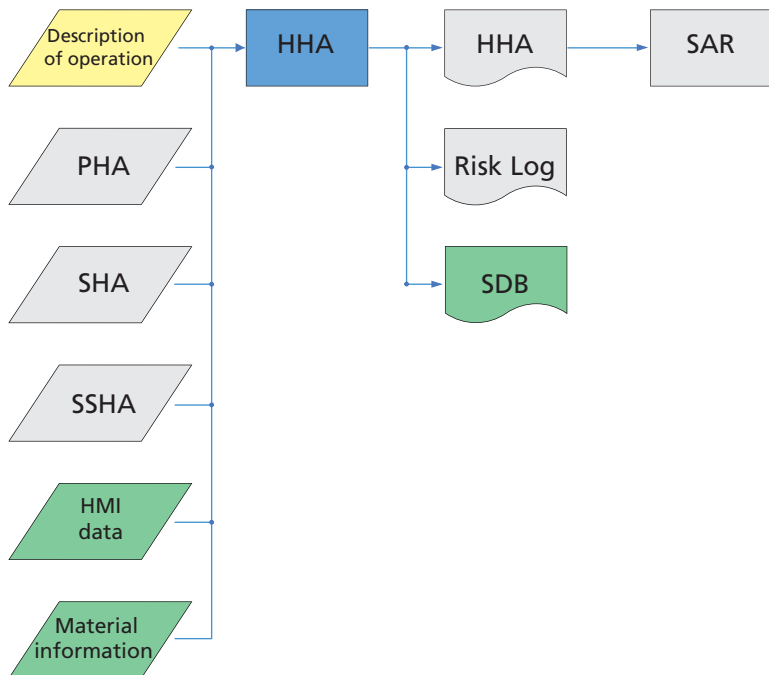 Description
of operation
HHA
HHA
SAR
PHA
Risk Log
SHA
SDB
SSHA
HMI
data
Material
information